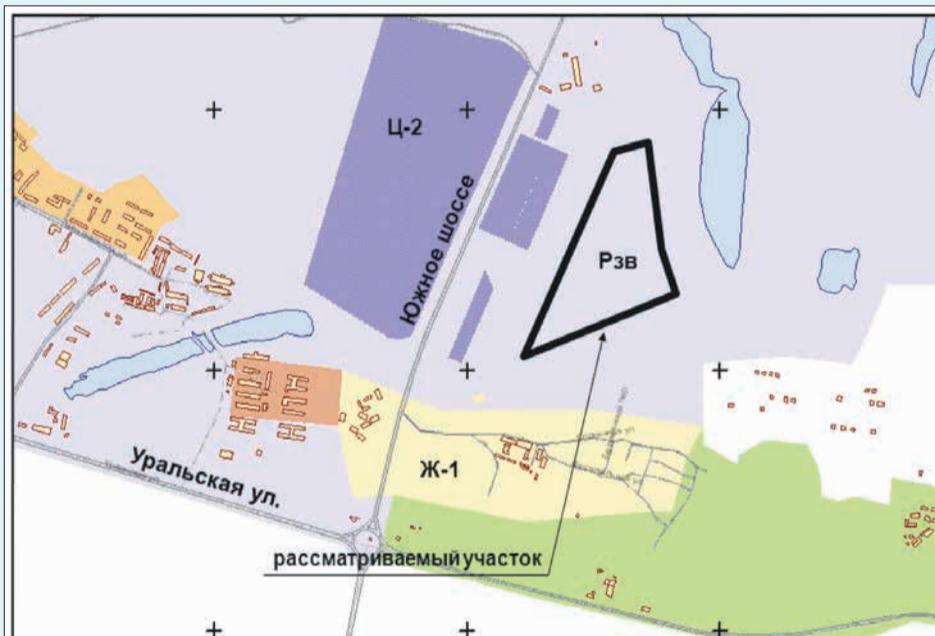 Ц-2
Южное шоссе
Рзв
Ж-1
Уральская ул.
рассматриваемый участок